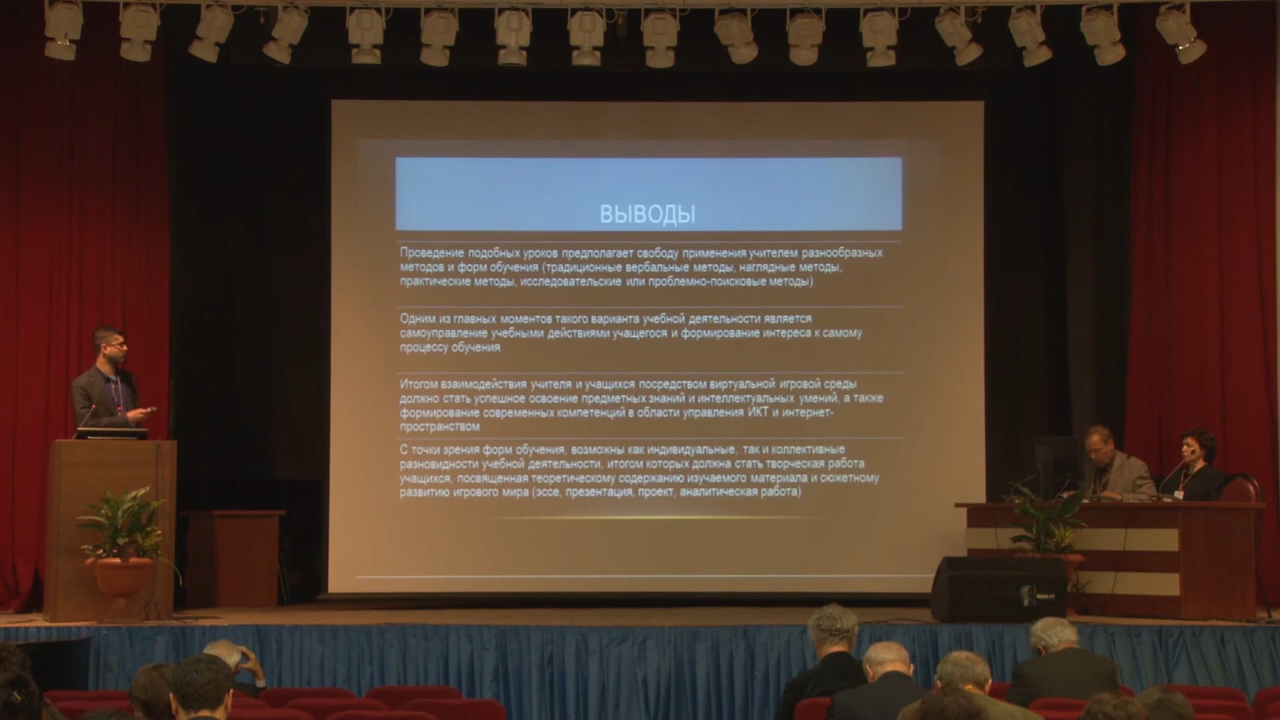 ВЫВОДЫ
Проведение подобных уроков предполагает свободу применения учителем разнообразных
методов и форм обучения (традиционные вербальные методы, наглядные методы,
практические методы, исследовательские или проблемно-поисковые методы)
Одним из главных моментов такого варианта учебной деятельности является
самоуправление учебными действиями учащегося и формирование интереса к самому
процессу обучения
Итогом взаимодействия учителя и учащихся посредством виртуальной игровой среды
должно стать успешное освоение предметных знаний и интеллектуальных умений, а также
формирование современных компетенций в области управления ИКТ и интернет-
пространством
С точки зрения форм обучения, возможны как индивидуальные, так и коллективные
разновидности учебной деятельности, итогом которых должна стать творческая работа
учащихся, посвященная теоретическому содержанию изучаемого материала и сюжетному
развитию игрового мира (эссе, презентация, проект, аналитическая работа)